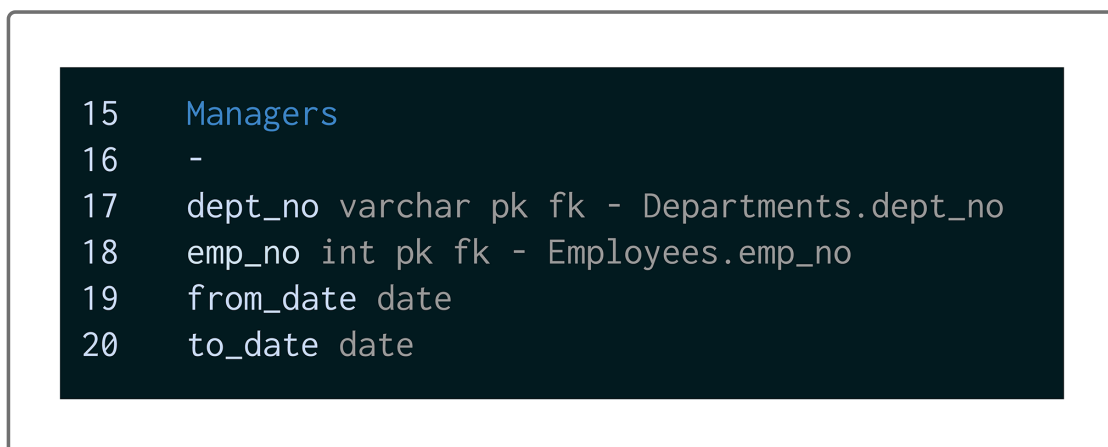 15 Managers
16 -
17 dept_no varchar pk fk - Departments.dept_no
18 emp_no int pk fk - Employees.emp_no
19 from_date date
20 to_date date